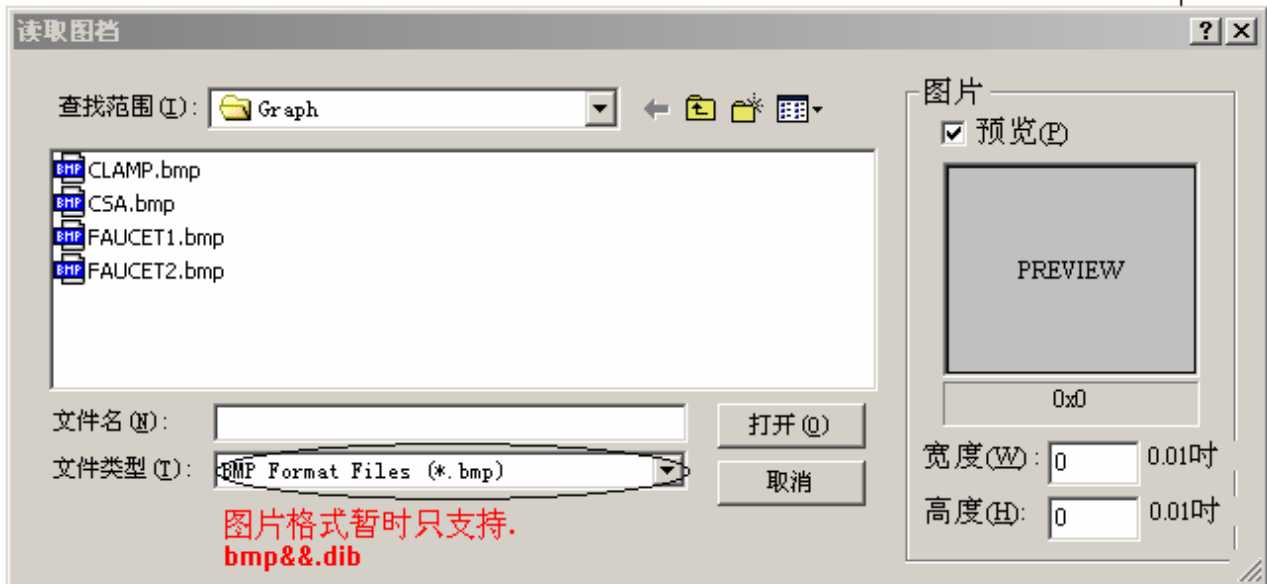 读取图档
查找范围(I): Graph
CLAMP.bmp
CSA.bmp
FAUCET1.bmp
FAUCET2.bmp
文件名(N):
打开(O)
文件类型(T): BMP Format Files (*.bmp)
取消
图片格式暂时只支持.
bmp&&.dib
图片
预览(P)
PREVIEW
0x0
宽度(W): 0 0.01吋
高度(H): 0 0.01吋